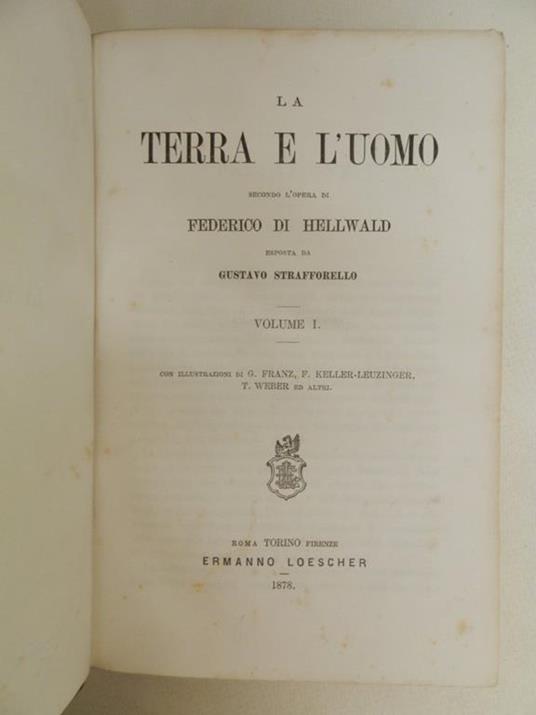 LA
TERRA E L'UOMO
SECONDO L'OPERA DI
FEDERICO DI HELLWALD
ESPOSTA DA
GUSTAVO STRAFFORELLO
VOLUME I.
CON ILLUSTRAZIONI DI G. FRANZ, F. KELLER-LEUZINGER,
T. WEBER ED ALTRI.
ROMA TORINO FIRENZE
ERMANNO LOESCHER
1878.